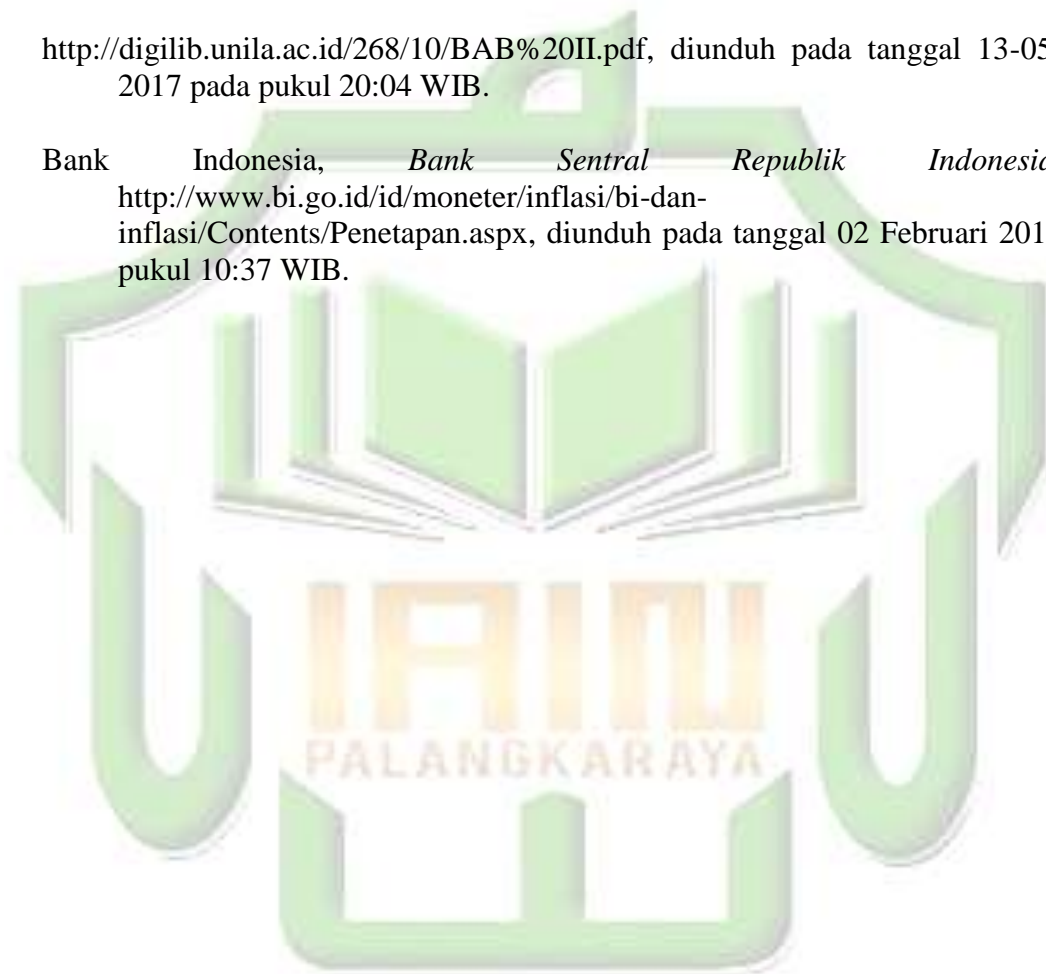 http://digilib.unila.ac.id/268/10/BAB%20II.pdf, diunduh pada tanggal 13-05
2017 pada pukul 20:04 WIB.
Bank Indonesia, Bank Sentral Republik Indonesia
http://www.bi.go.id/id/moneter/inflasi/bi-dan-
inflasi/Contents/Penetapan.aspx, diunduh pada tanggal 02 Februari 201
pukul 10:37 WIB.
IAIN
PALANGKARAYA